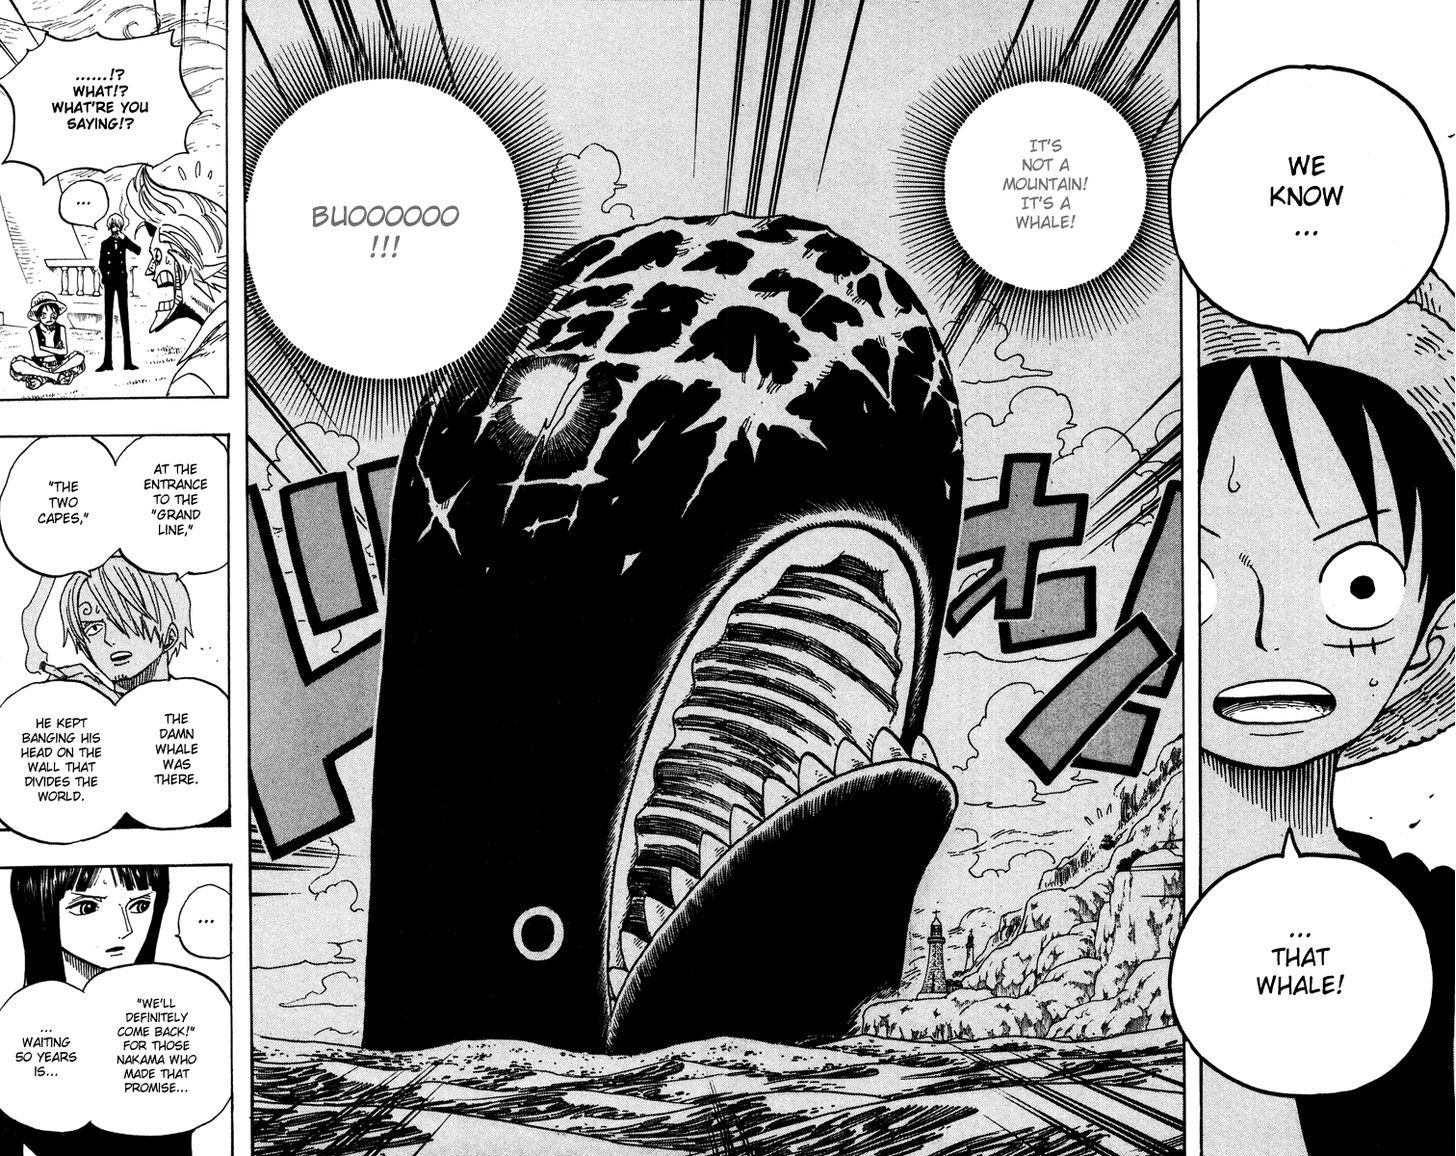 WE
KNOW
...
...
THAT
WHALE!
IT'S
NOT A
MOUNTAIN!
IT'S A
WHALE!
BUOOOOOO
!!!
......!?
WHAT!?
WHAT'RE YOU
SAYING!?
...
AT THE
ENTRANCE
TO THE
"GRAND
LINE,"
"THE
TWO
CAPES,"
THE
DAMN
WHALE
WAS
THERE.
HE KEPT
BANGING HIS
HEAD ON THE
WALL THAT
DIVIDES THE
WORLD.
...
"WE'LL
DEFINITELY
COME BACK!"
FOR THOSE
NAKAMA WHO
MADE THAT
PROMISE...
...
WAITING
50 YEARS
IS...